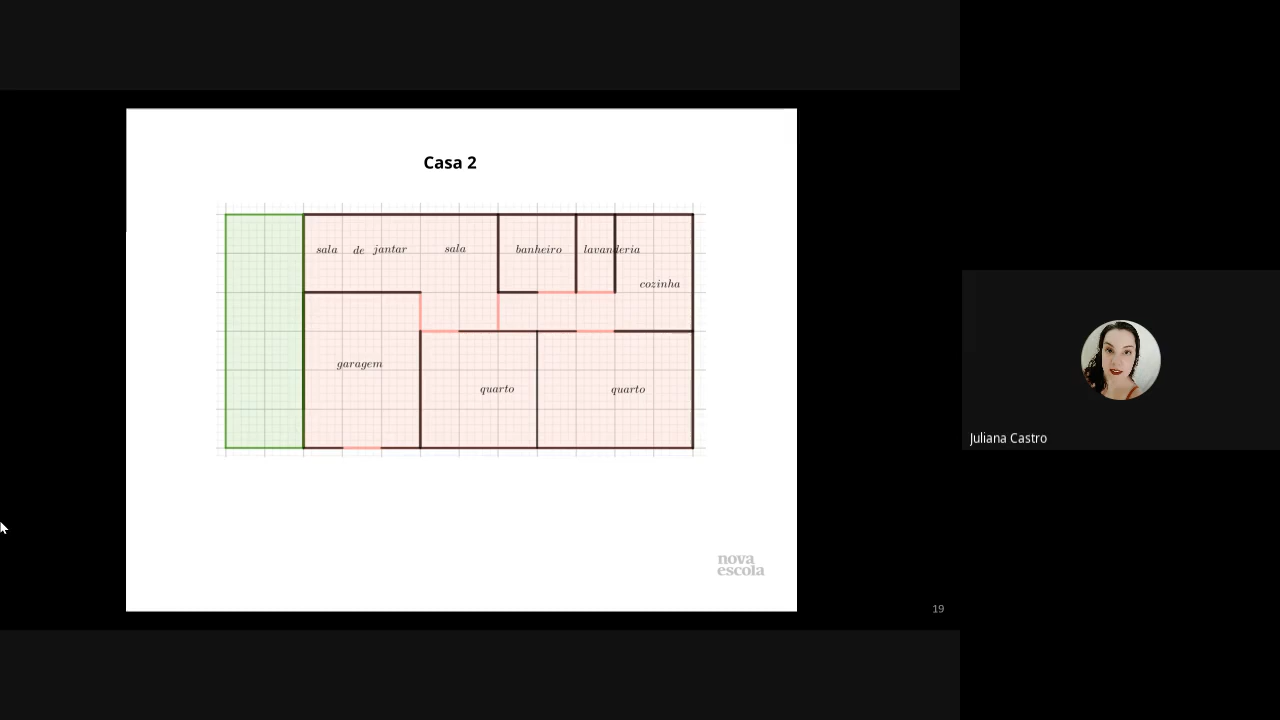 Casa 2
sala de jantar
sala
banheiro
lavanderia
cozinha
garagem
quarto
quarto
nova
escola
Juliana Castro
19